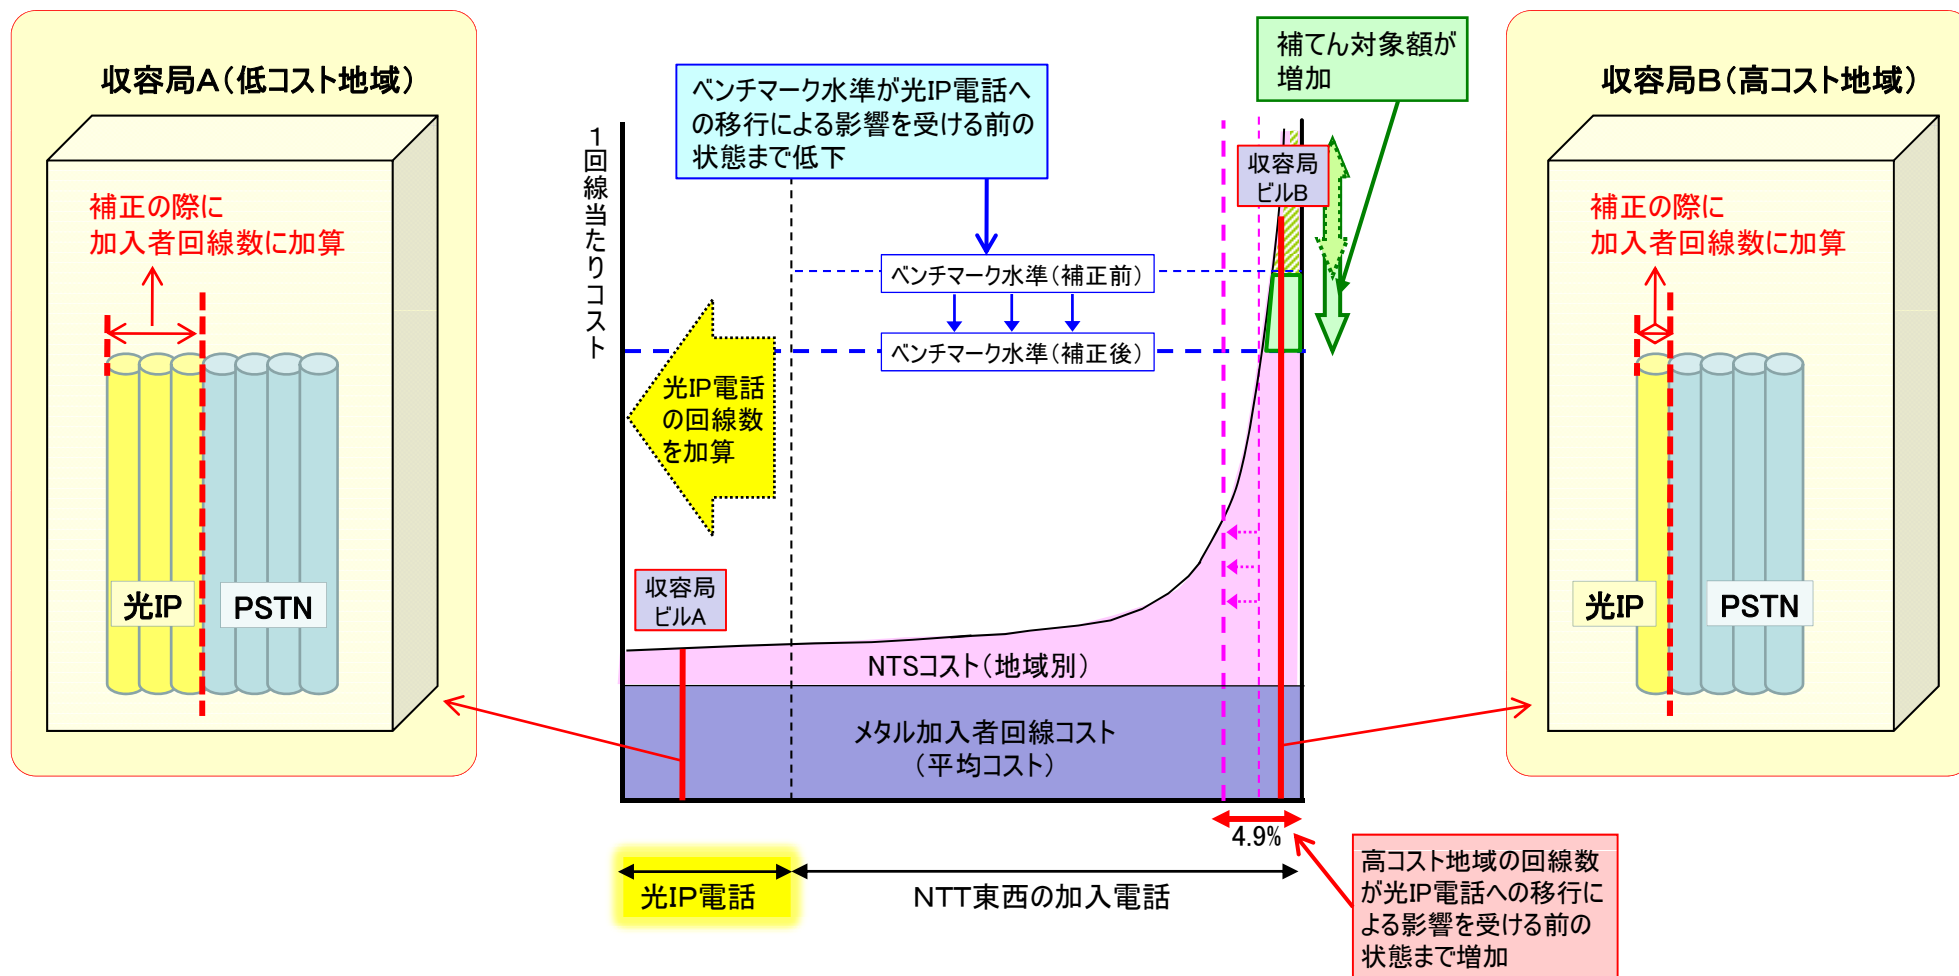 収容局A(低コスト地域)
補正の際に
加入者回線数に加算
光IP
PSTN
ベンチマーク水準が光IP電話へ
の移行による影響を受ける前の
状態まで低下
補てん対象額が
増加
1回線当たりコスト
収容局
ビルB
ベンチマーク水準(補正前)
ベンチマーク水準(補正後)
光IP電話
の回線数
を加算
収容局
ビルA
NTSコスト(地域別)
メタル加入者回線コスト
(平均コスト)
4.9%
光IP電話
NTT東西の加入電話
高コスト地域の回線数
が光IP電話への移行に
よる影響を受ける前の
状態まで増加
収容局B(高コスト地域)
補正の際に
加入者回線数に加算
光IP
PSTN